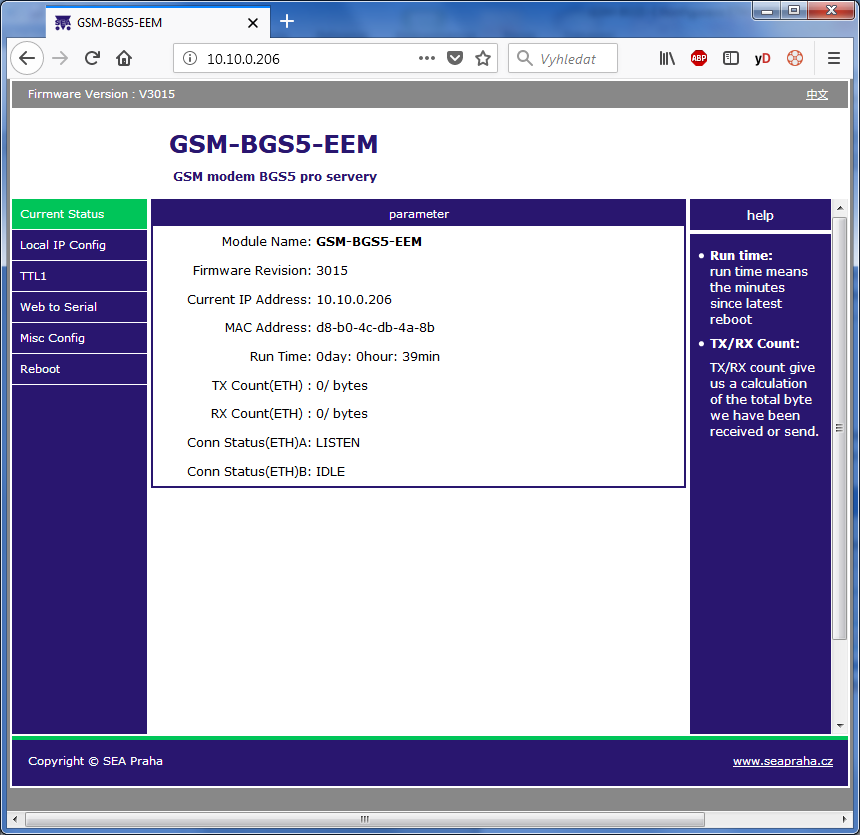 GSM-BGS5-EEM
10.10.0.206
Vyhledat
ABP
yD
Firmware Version : V3015
中文
GSM-BGS5-EEM
GSM modem BGS5 pro servery
Current Status
Local IP Config
TTL1
Web to Serial
Misc Config
Reboot
parameter
Module Name: GSM-BGS5-EEM
Firmware Revision: 3015
Current IP Address: 10.10.0.206
MAC Address: d8-b0-4c-db-4a-8b
Run Time: 0day: 0hour: 39min
TX Count(ETH) : 0/ bytes
RX Count(ETH) : 0/ bytes
Conn Status(ETH)A: LISTEN
Conn Status(ETH)B: IDLE
help
Run time:
run time means
the minutes
since latest
reboot
TX/RX Count:
TX/RX count give
us a calculation
of the total byte
we have been
received or send.
Copyright © SEA Praha
www.seapraha.cz